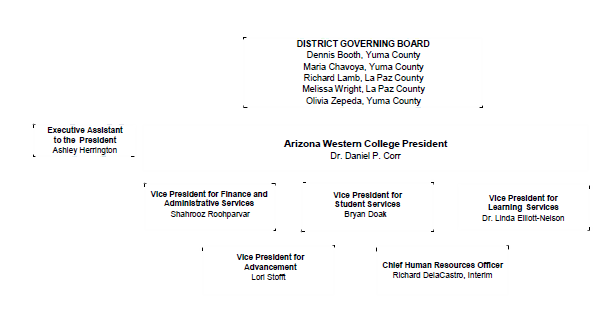 DISTRICT GOVERNING BOARD
Dennis Booth, Yuma County
Maria Chavoya, Yuma County
Richard Lamb, La Paz County
Melissa Wright, La Paz County
Olivia Zepeda, Yuma County
Executive Assistant
to the President
Ashley Herrington
Arizona Western College President
Dr. Daniel P. Corr
Vice President for Finance and
Administrative Services
Shahrooz Roohparvar
Vice President for
Student Services
Bryan Doak
Vice President for
Learning Services
Dr. Linda Elliott-Nelson
Vice President for
Advancement
Lori Stofft
Chief Human Resources Officer
Richard DelaCastro, Interim